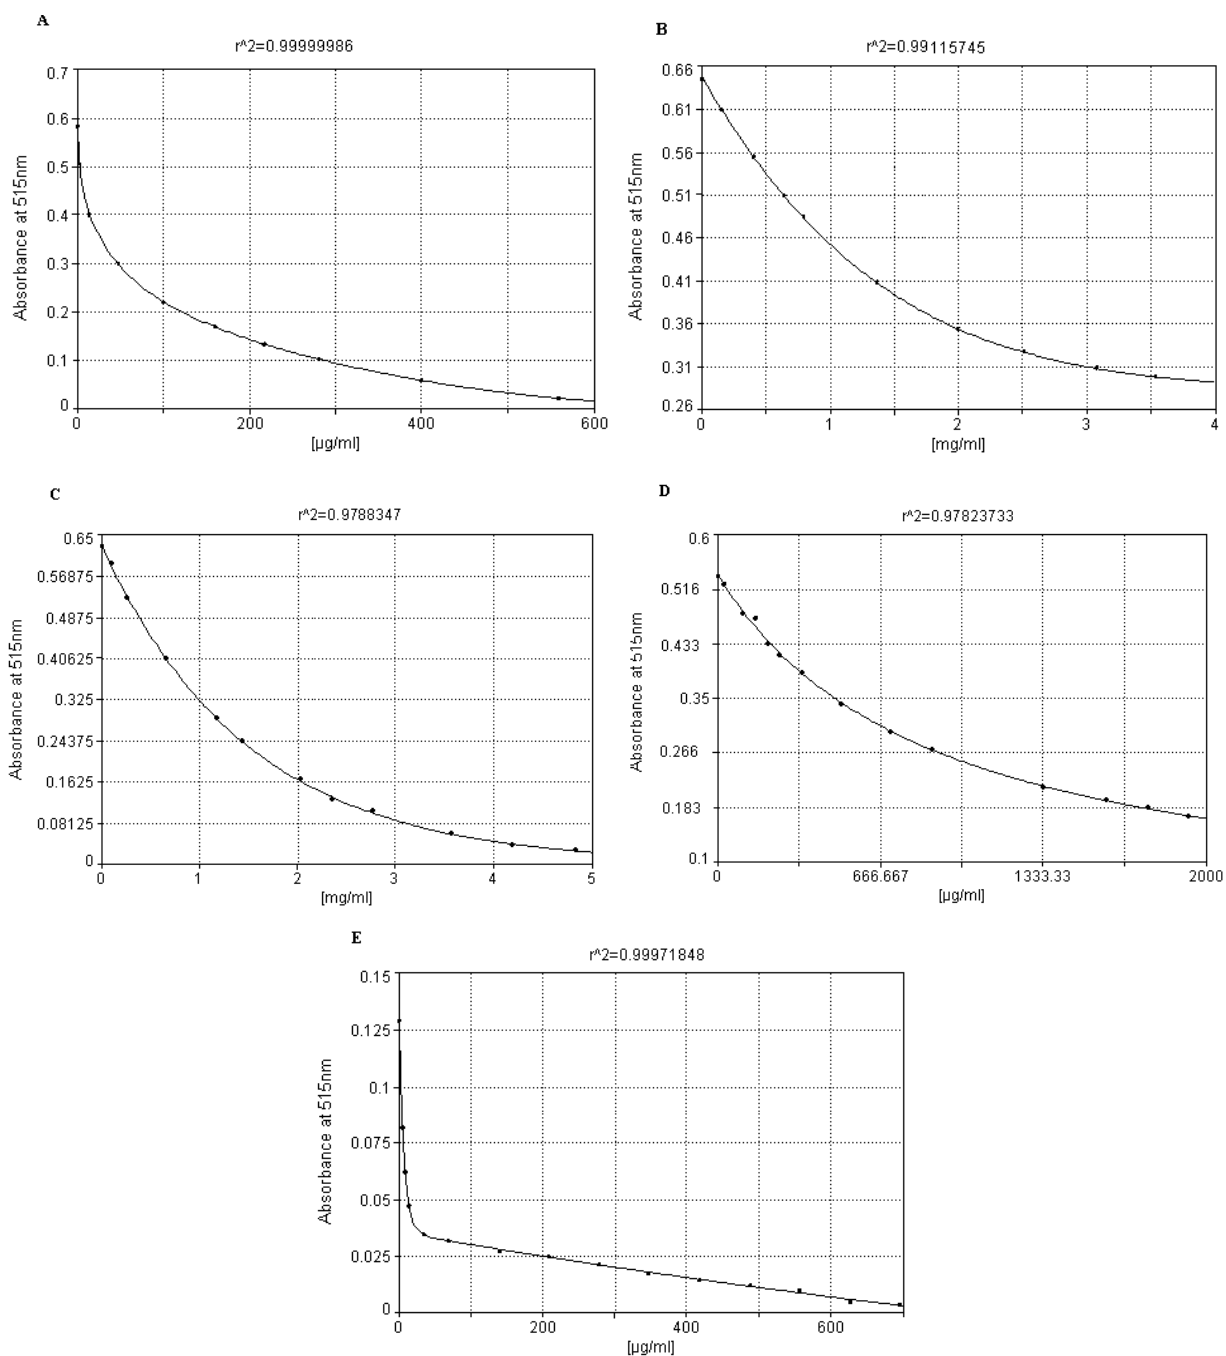 A
r^2=0.99999986
Absorbance at 515nm
0.7
0.6
0.5
0.4
0.3
0.2
0.1
0
0 200 400 600
[µg/ml]
B
r^2=0.99115745
Absorbance at 515nm
0.66
0.61
0.56
0.51
0.46
0.41
0.36
0.31
0.26
0 1 2 3 4
[mg/ml]
C
r^2=0.9788347
Absorbance at 515nm
0.65
0.56875
0.4875
0.40625
0.325
0.24375
0.1625
0.08125
0
0 1 2 3 4 5
[mg/ml]
D
r^2=0.97823733
Absorbance at 515nm
0.6
0.516
0.433
0.35
0.266
0.183
0.1
0 666.667 1333.33 2000
[µg/ml]
E
r^2=0.99971848
Absorbance at 515nm
0.15
0.125
0.1
0.075
0.05
0.025
0
0 200 400 600
[µg/ml]